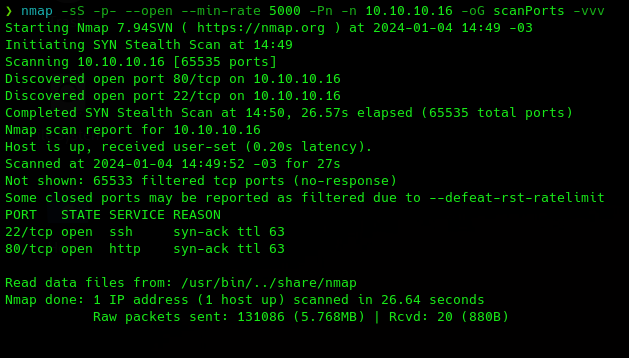 ❯ nmap -sS -p- --open --min-rate 5000 -Pn -n 10.10.10.16 -oG scanPorts -vvv
Starting Nmap 7.94SVN ( https://nmap.org ) at 2024-01-04 14:49 -03
Initiating SYN Stealth Scan at 14:49
Scanning 10.10.10.16 [65535 ports]
Discovered open port 80/tcp on 10.10.10.16
Discovered open port 22/tcp on 10.10.10.16
Completed SYN Stealth Scan at 14:50, 26.57s elapsed (65535 total ports)
Nmap scan report for 10.10.10.16
Host is up, received user-set (0.20s latency).
Scanned at 2024-01-04 14:49:52 -03 for 27s
Not shown: 65533 filtered tcp ports (no-response)
Some closed ports may be reported as filtered due to --defeat-rst-ratelimit
PORT   STATE SERVICE REASON
22/tcp open  ssh     syn-ack ttl 63
80/tcp open  http    syn-ack ttl 63
Read data files from: /usr/bin/../share/nmap
Nmap done: 1 IP address (1 host up) scanned in 26.64 seconds
           Raw packets sent: 131086 (5.768MB) | Rcvd: 20 (880B)